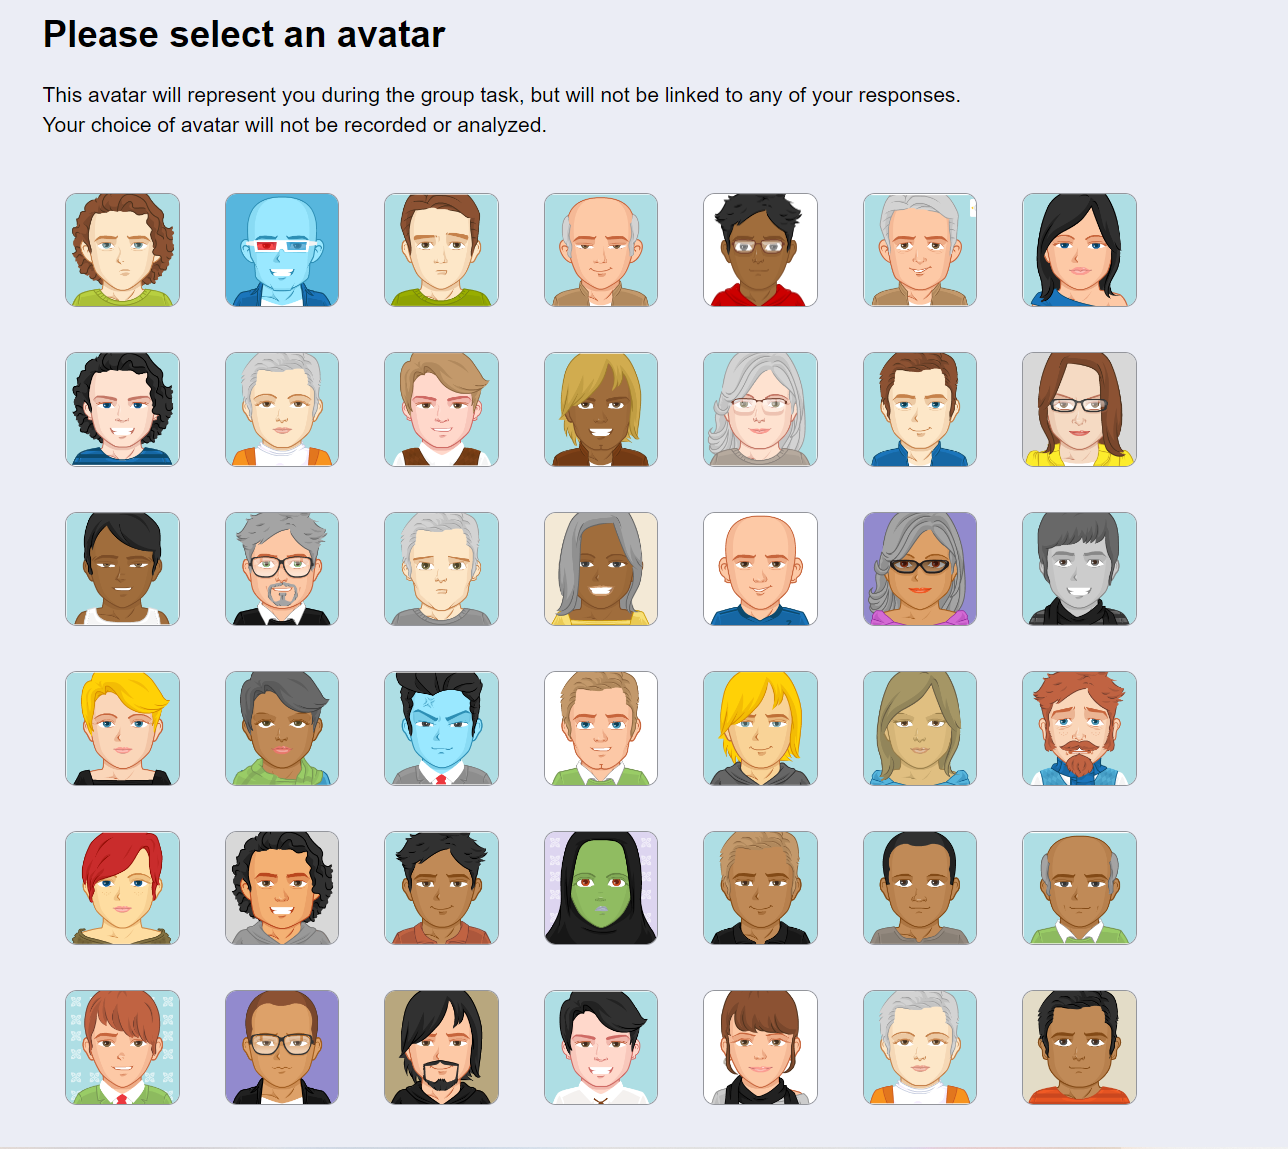 Please select an avatar
This avatar will represent you during the group task, but will not be linked to any of your responses.
Your choice of avatar will not be recorded or analyzed.